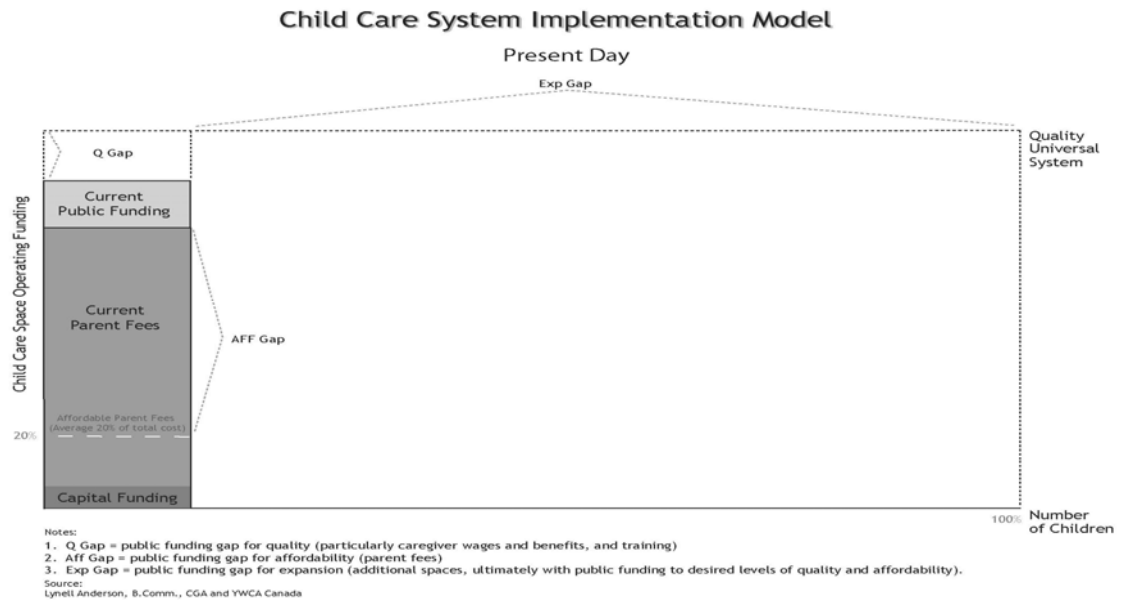 Child Care System Implementation Model
Present Day
Exp Gap
Quality
Universal
System
Q Gap
Current
Public Funding
Child Care Space Operating Funding
Current
Parent Fees
AFF Gap
Affordable Parent Fees
(Average 20% of total cost)
20%
Capital Funding
100%
Number
of Children
Notes:
1. Q Gap = public funding gap for quality (particularly caregiver wages and benefits, and training)
2. Aff Gap = public funding gap for affordability (parent fees)
3. Exp Gap = public funding gap for expansion (additional spaces, ultimately with public funding to desired levels of quality and affordability).
Source:
Lynell Anderson, B.Comm., CGA and YWCA Canada